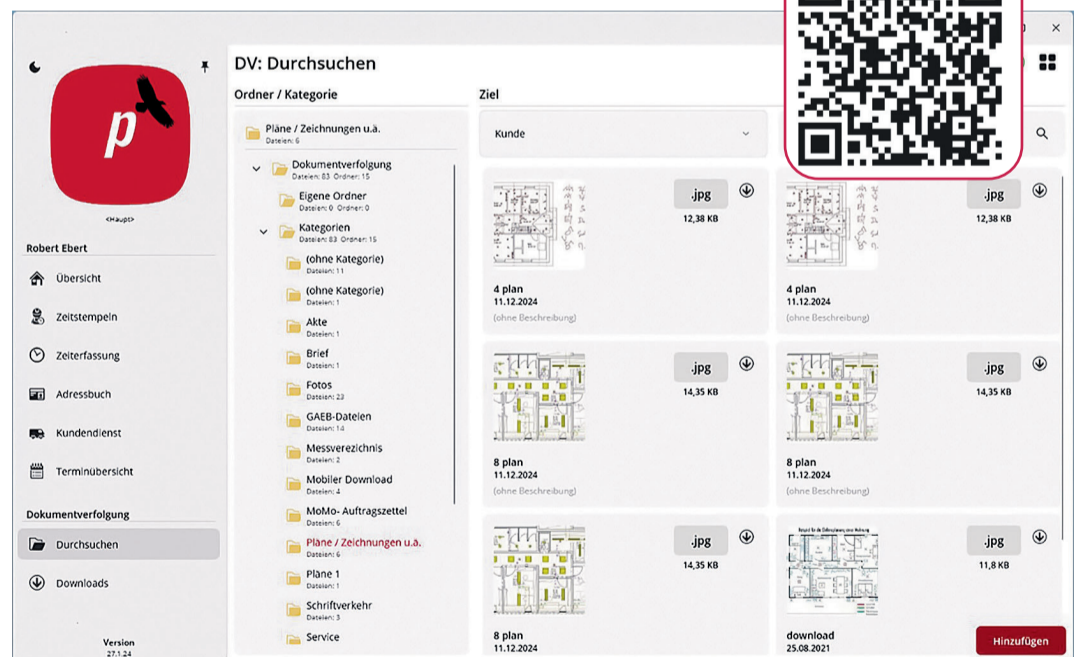 DV: Durchsuchen
Ordner / Kategorie
Ziel
p
<Haupt>
Robert Ebert
Übersicht
Zeitstempeln
Zeiterfassung
Adressbuch
Kundendienst
Terminübersicht
Dokumentverfolgung
Durchsuchen
Downloads
Version
27.1.24
Pläne / Zeichnungen u.ä.
Dateien: 6
Dokumentverfolgung
Dateien: 83 Ordner: 15
Eigene Ordner
Dateien: 0 Ordner: 0
Kategorien
Dateien: 83 Ordner: 15
(ohne Kategorie)
Dateien: 11
(ohne Kategorie)
Dateien: 1
Akte
Dateien: 1
Brief
Dateien: 1
Fotos
Dateien: 23
GAEB-Dateien
Dateien: 14
Messverezichnis
Dateien: 2
Mobiler Download
Dateien: 4
MoMo- Auftragszettel
Dateien: 6
Pläne / Zeichnungen u.ä.
Dateien: 6
Pläne 1
Dateien: 1
Schriftverkehr
Dateien: 3
Service
Kunde
.jpg
12,38 KB
4 plan
11.12.2024
(ohne Beschreibung)
.jpg
12,38 KB
4 plan
11.12.2024
(ohne Beschreibung)
.jpg
14,35 KB
8 plan
11.12.2024
(ohne Beschreibung)
.jpg
14,35 KB
8 plan
11.12.2024
(ohne Beschreibung)
.jpg
14,35 KB
8 plan
11.12.2024
.jpg
11,8 KB
download
25.08.2021
Hinzufügen